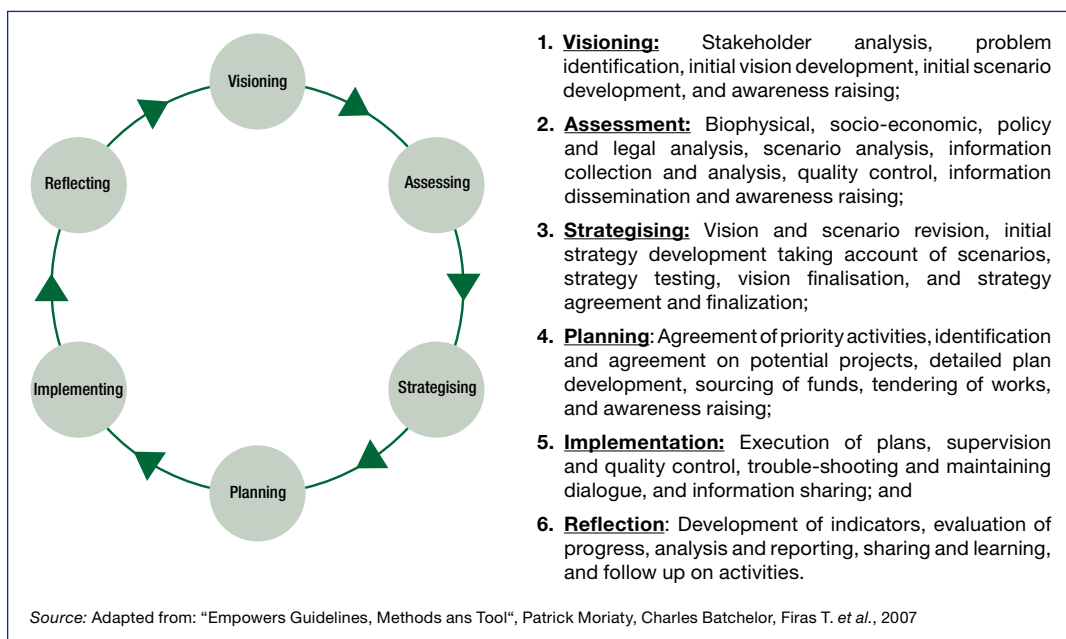 Visioning
Assessing
Strategising
Planning
Implementing
Reflecting
1. Visioning: Stakeholder analysis, problem
identification, initial vision development, initial scenario
development, and awareness raising;
2. Assessment: Biophysical, socio-economic, policy
and legal analysis, scenario analysis, information
collection and analysis, quality control, information
dissemination and awareness raising;
3. Strategising: Vision and scenario revision, initial
strategy development taking account of scenarios,
strategy testing, vision finalisation, and strategy
agreement and finalization;
4. Planning: Agreement of priority activities, identification
and agreement on potential projects, detailed plan
development, sourcing of funds, tendering of works,
and awareness raising;
5. Implementation: Execution of plans, supervision
and quality control, trouble-shooting and maintaining
dialogue, and information sharing; and
6. Reflection: Development of indicators, evaluation of
progress, analysis and reporting, sharing and learning,
and follow up on activities.
Source: Adapted from: “Empowers Guidelines, Methods ans Tool“, Patrick Moriaty, Charles Batchelor, Firas T. et al., 2007